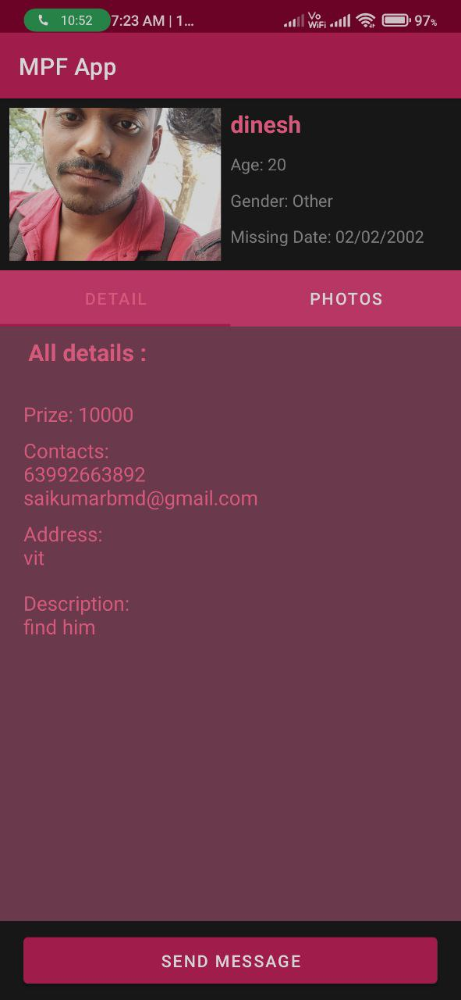 10:52 7:23 AM | 1... Vo WiFi 97%
MPF App
dinesh
Age: 20
Gender: Other
Missing Date: 02/02/2002
DETAIL PHOTOS
All details :
Prize: 10000
Contacts:
63992663892
saikumarbmd@gmail.com
Address:
vit
Description:
find him
SEND MESSAGE